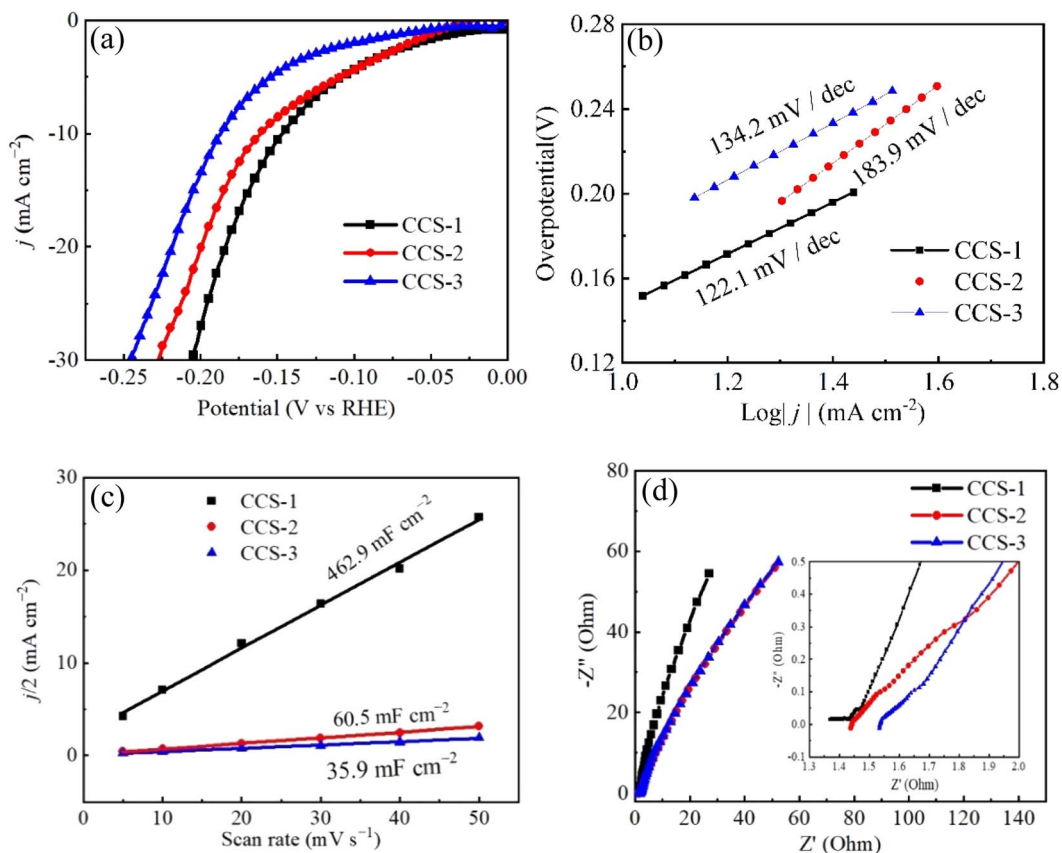 (a)
0
-10
-20
-30
j (mA cm−2)
-0.25 -0.20 -0.15 -0.10 -0.05 0.00
Potential (V vs RHE)
CCS-1
CCS-2
CCS-3
(b)
0.28
0.24
0.20
0.16
0.12
Overpotential(V)
1.0 1.2 1.4 1.6 1.8
Log| j | (mA cm-2)
134.2 mV / dec
183.9 mV / dec
122.1 mV / dec
CCS-1
CCS-2
CCS-3
(c)
30
20
10
0
j/2 (mA cm−2)
10 20 30 40 50
Scan rate (mV s−1)
CCS-1
CCS-2
CCS-3
462.9 mF cm−2
60.5 mF cm−2
35.9 mF cm−2
(d)
80
60
40
20
0
-Z" (Ohm)
0 20 40 60 80 100 120 140
Z' (Ohm)
CCS-1
CCS-2
CCS-3
0.5
0.4
0.3
0.2
0.1
0.0
-0.1
-Z" (Ohm)
1.3 1.4 1.5 1.6 1.7 1.8 1.9 2.0
Z' (Ohm)